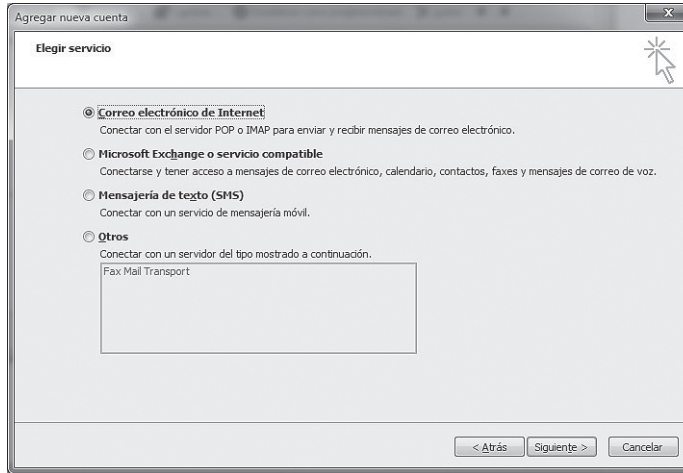 Agregar nueva cuenta
Elegir servicio
Correo electrónico de Internet
Conectar con el servidor POP o IMAP para enviar y recibir mensajes de correo electrónico.
Microsoft Exchange o servicio compatible
Conectarse y tener acceso a mensajes de correo electrónico, calendario, contactos, faxes y mensajes de correo de voz.
Mensajería de texto (SMS)
Conectar con un servicio de mensajería móvil.
Otros
Conectar con un servidor del tipo mostrado a continuación.
Fax Mail Transport
< Atrás
Siguiente >
Cancelar